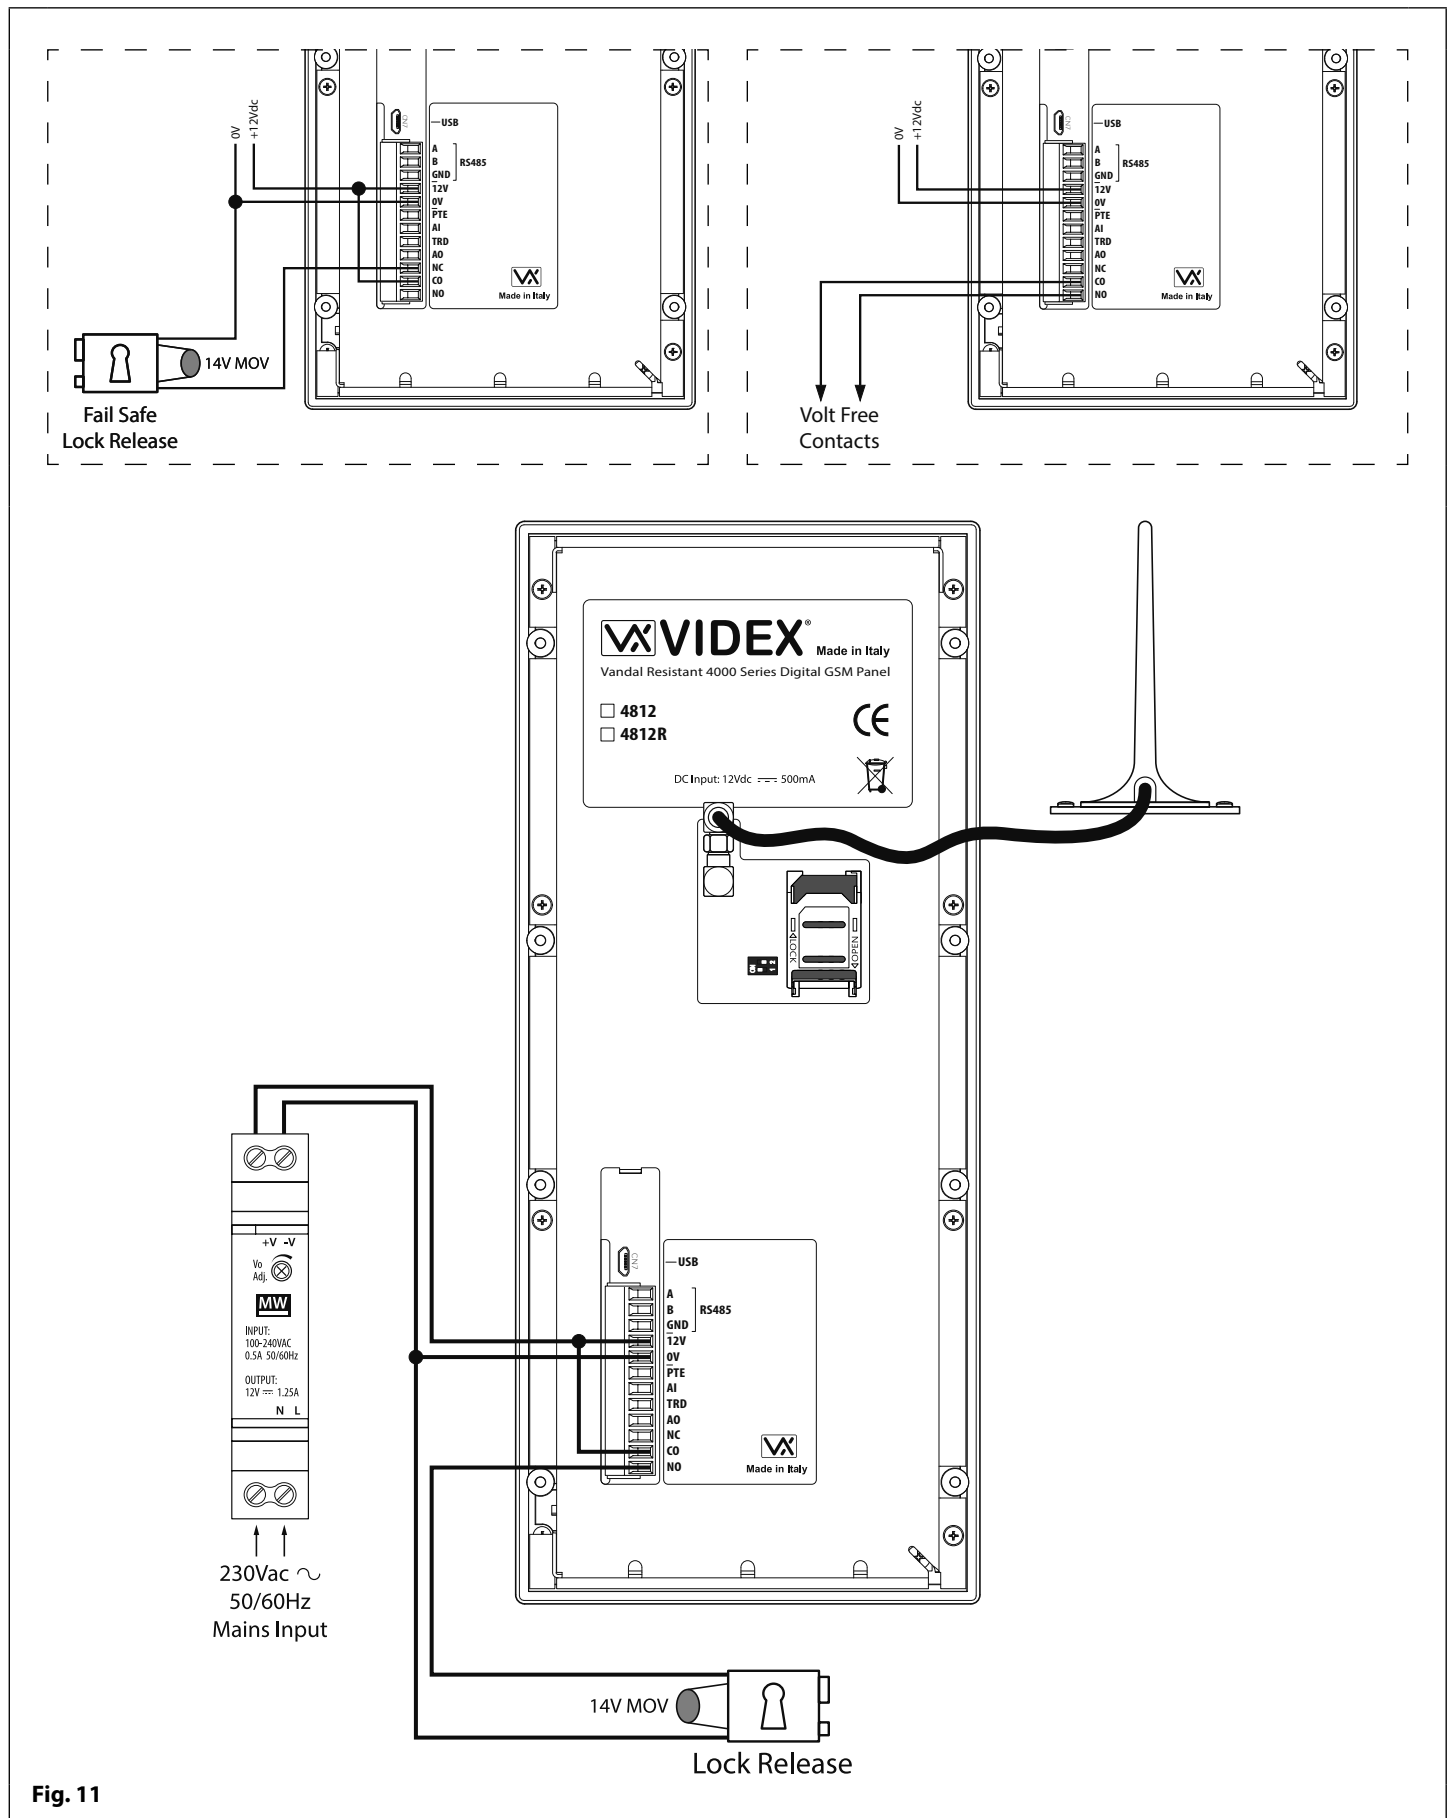 0V
+12Vdc
CN7
USB
A
B
RS485
GND
12V
0V
PTE
AI
TRD
AO
NC
CO
NO
Made in Italy
14V MOV
Fail Safe
Lock Release
0V
+12Vdc
CN7
USB
A
B
RS485
GND
12V
0V
PTE
AI
TRD
AO
NC
CO
NO
Made in Italy
Volt Free
Contacts
VIDEX®
Made in Italy
Vandal Resistant 4000 Series Digital GSM Panel
4812
4812R
CE
DC Input: 12Vdc 500mA
LOCK
OPEN
ON
1 2
+V -V
Vo
Adj.
MW
INPUT:
100-240VAC
0.5A 50/60Hz
OUTPUT:
12V 1.25A
N L
230Vac
50/60Hz
Mains Input
CN7
USB
A
B
RS485
GND
12V
0V
PTE
AI
TRD
AO
NC
CO
NO
Made in Italy
14V MOV
Lock Release
Fig. 11